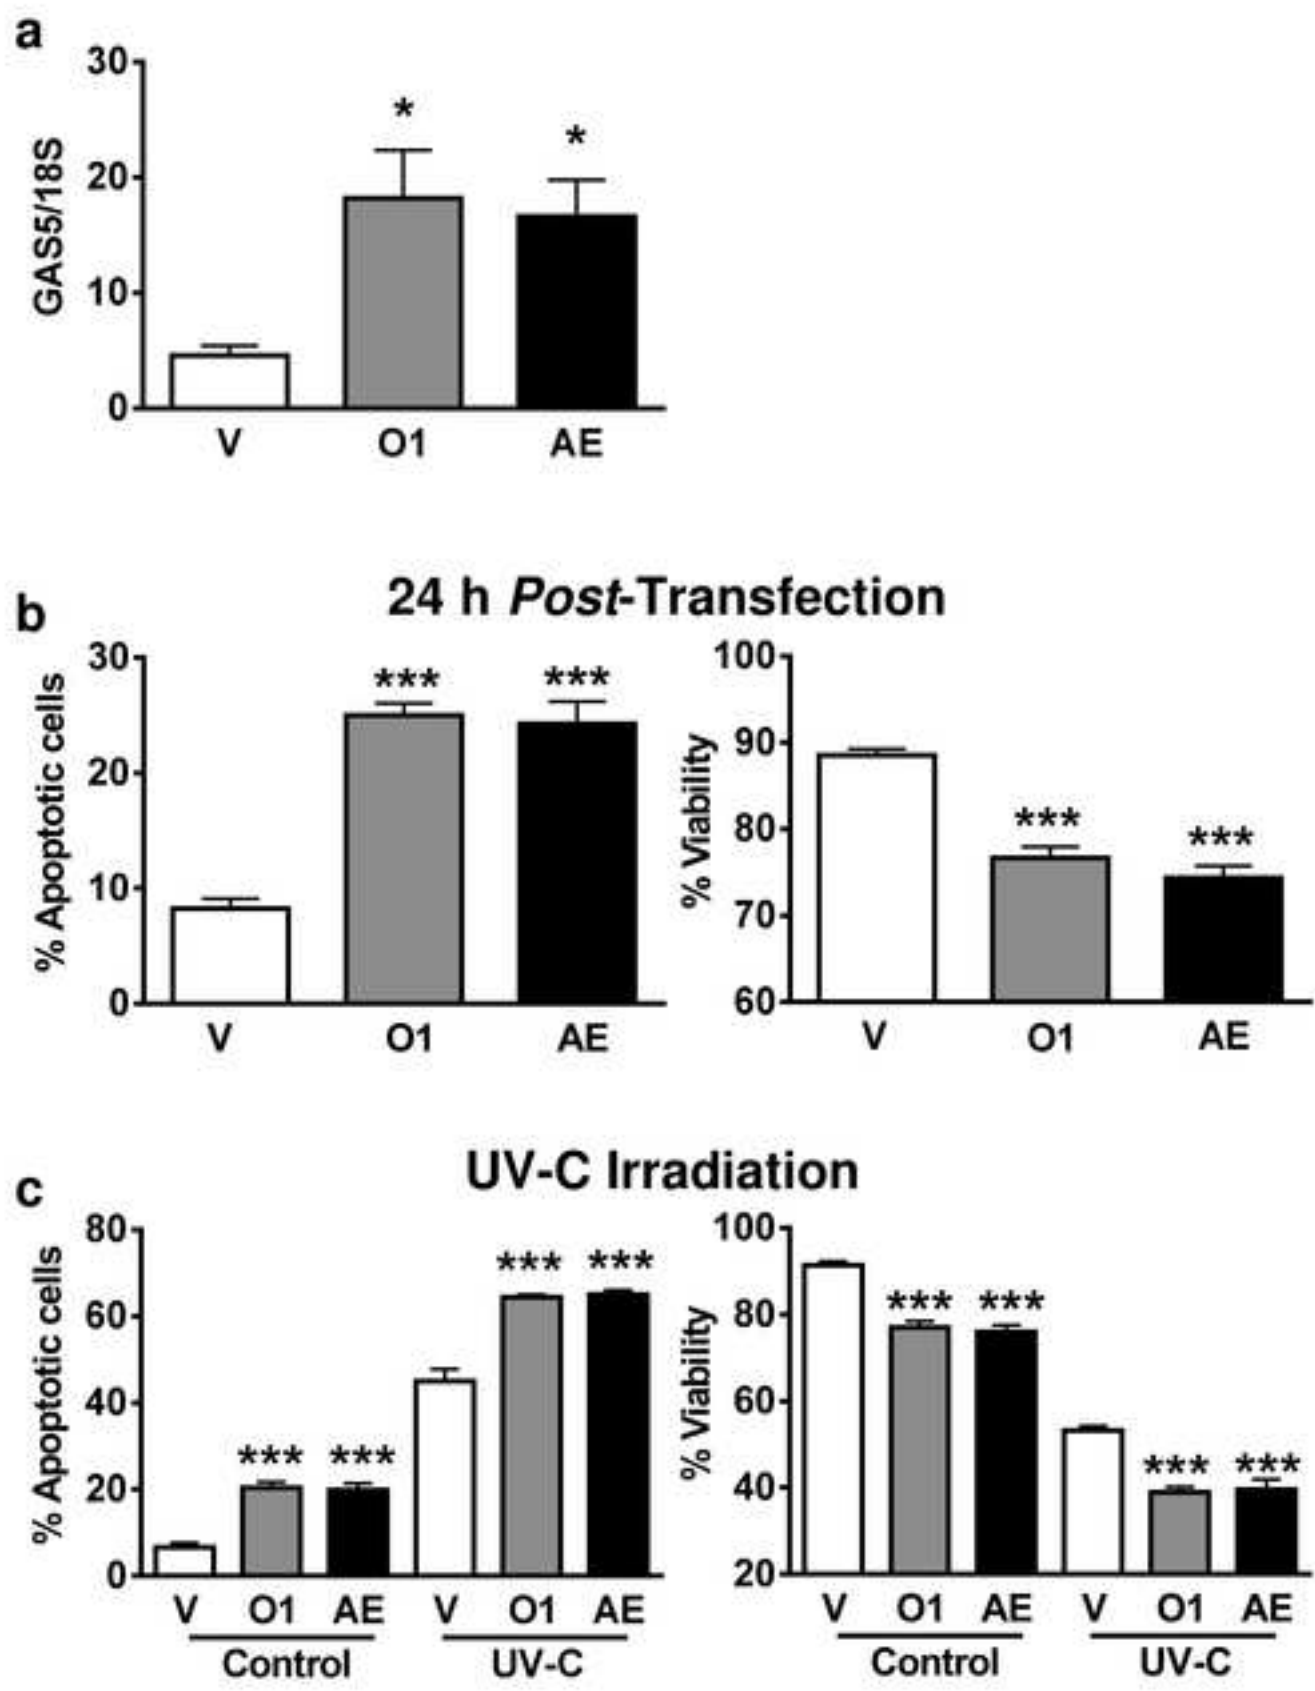 a
GAS5/18S
30
20
10
0
*
*
V O1 AE
b
24 h Post-Transfection
% Apoptotic cells
30
20
10
0
***
***
V O1 AE
% Viability
100
90
80
70
60
***
***
V O1 AE
c
UV-C Irradiation
% Apoptotic cells
80
60
40
20
0
*** ***
*** ***
V O1 AE V O1 AE
Control UV-C
% Viability
100
80
60
40
20
*** ***
*** ***
V O1 AE V O1 AE
Control UV-C